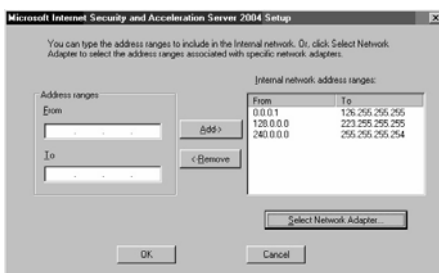 Microsoft Internet Security and Acceleration Server 2004 Setup
You can type the address ranges to include in the Internal network. Or, click Select Network
Adapter to select the address ranges associated with specific network adapters.
Internal network address ranges:
Address ranges
From
To
Add>
<Remove
From To
0.0.0.1 126.255.255.255
128.0.0.0 223.255.255.255
240.0.0.0 255.255.255.254
Select Network Adapter...
OK
Cancel